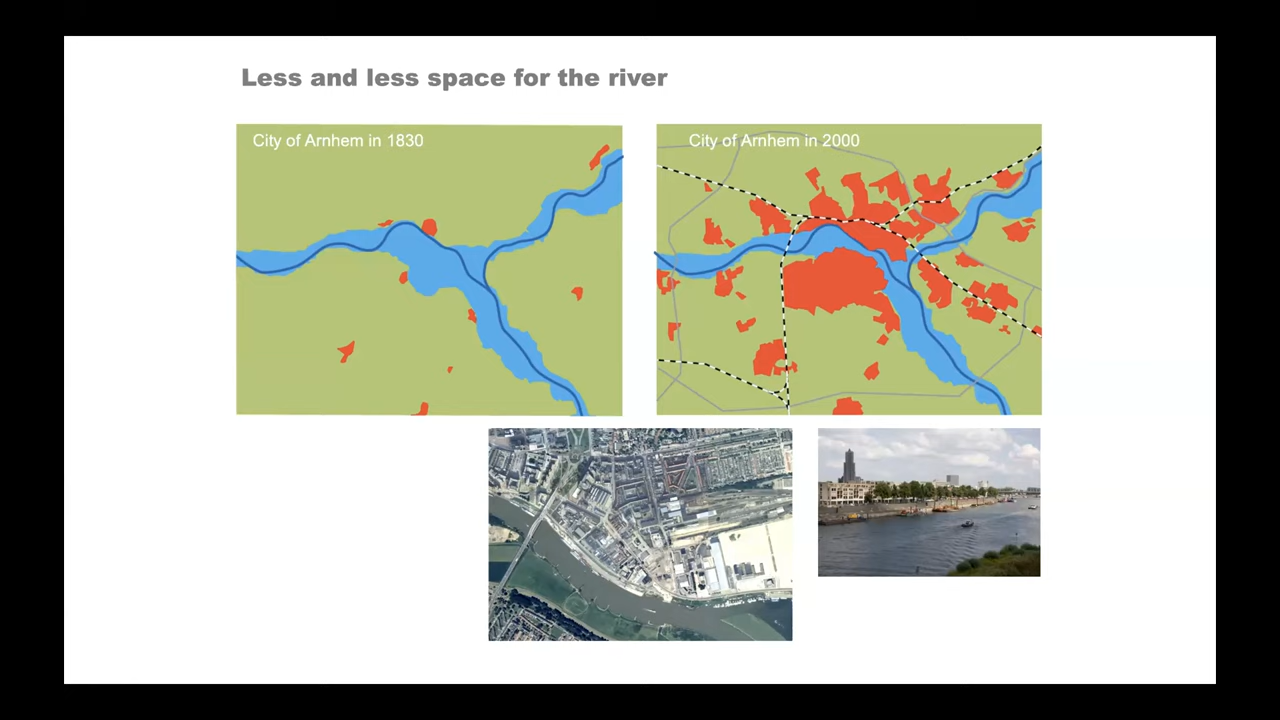 Less and less space for the river
City of Arnhem in 1830
City of Arnhem in 2000